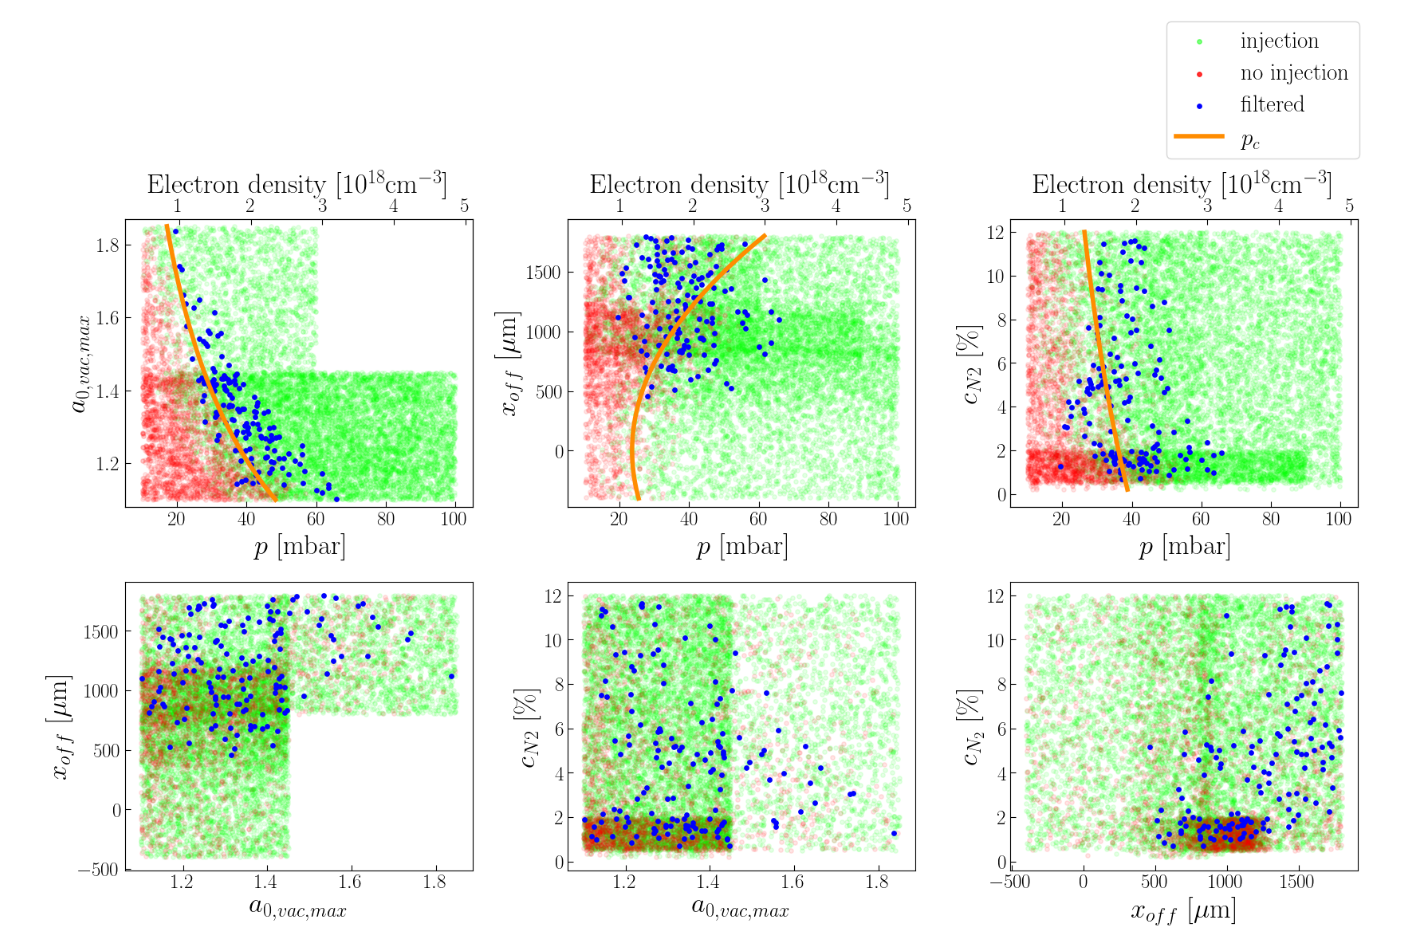 injection
no injection
filtered
p_c
Electron density [10^18 cm^−3] Electron density [10^18 cm^−3] Electron density [10^18 cm^−3]
1 2 3 4 5 1 2 3 4 5 1 2 3 4 5
a_0,vac,max
1.8
1.6
1.4
1.2
20 40 60 80 100
p [mbar]
x_off [μm]
1500
1000
500
0
20 40 60 80 100
p [mbar]
c_N2 [%]
12
10
8
6
4
2
0
20 40 60 80 100
p [mbar]
x_off [μm]
1500
1000
500
0
−500
1.2 1.4 1.6 1.8
a_0,vac,max
c_N2 [%]
12
10
8
6
4
2
0
1.2 1.4 1.6 1.8
a_0,vac,max
c_N2 [%]
12
10
8
6
4
2
0
−500 0 500 1000 1500
x_off [μm]